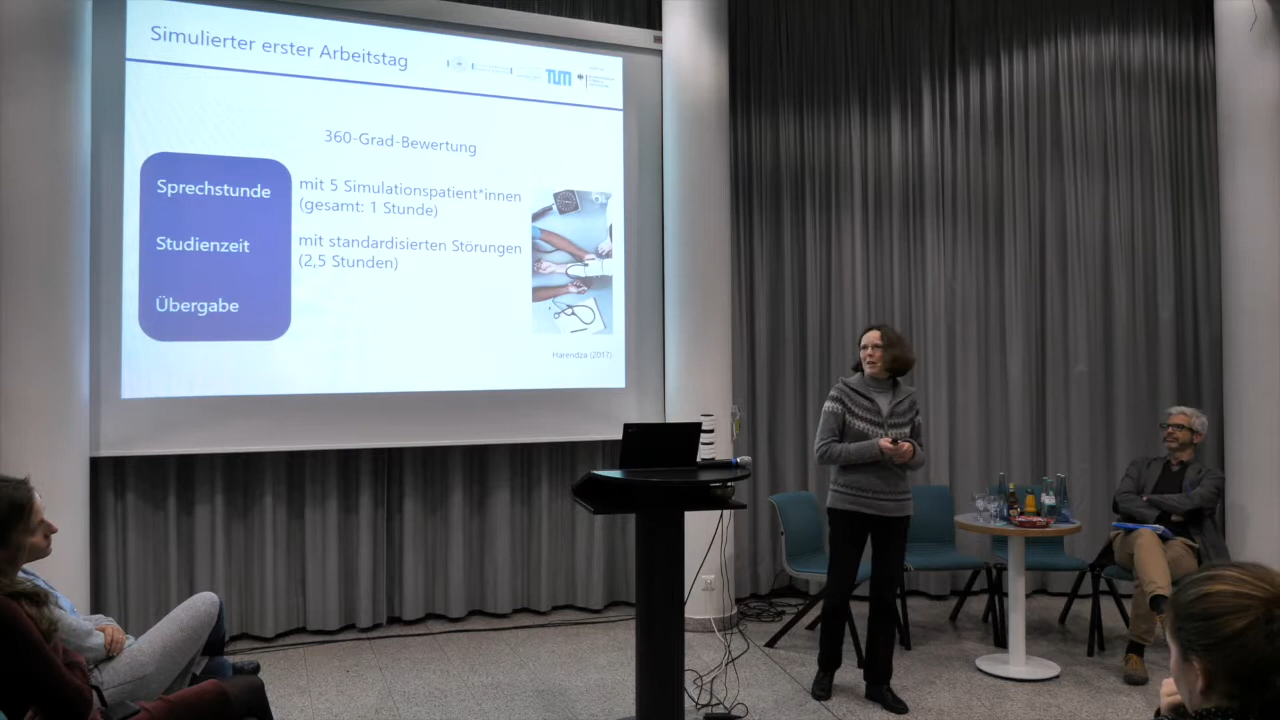 Simulierter erster Arbeitstag
TUM
360-Grad-Bewertung
Sprechstunde
mit 5 Simulationspatient*innen
(gesamt: 1 Stunde)
Studienzeit
mit standardisierten Störungen
(2,5 Stunden)
Übergabe
Harendza (2017)